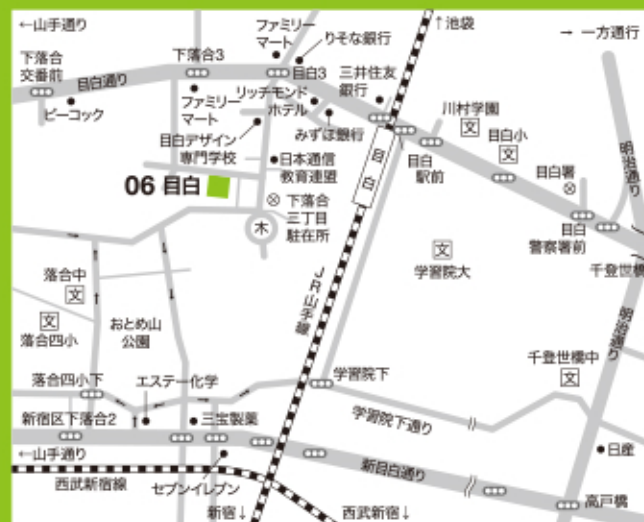 ←山手通り
ファミリー
マート
りそな銀行
↑池袋
→ 一方通行
下落合
交番前
下落合3
目白3
三井住友
銀行
目白通り
ピーコック
ファミリー
マート
リッチモンド
ホテル
みずほ銀行
川村学園
文
目白小
文
明治通り
目白デザイン
専門学校
日本通信
教育連盟
目白
目白
駅前
目白署
06 目白
下落合
三丁目
駐在所
木
目白
警察署前
文
学習院大
千登世橋
落合中
文
JR山手線
明治通り
文
落合四小
おとめ山
公園
千登世橋中
文
落合四小下
エステー化学
学習院下
学習院下通り
新宿区下落合2
三宝製薬
←山手通り
新目白通り
日産
西武新宿線
セブンイレブン
高戸橋
新宿↓
西武新宿↓